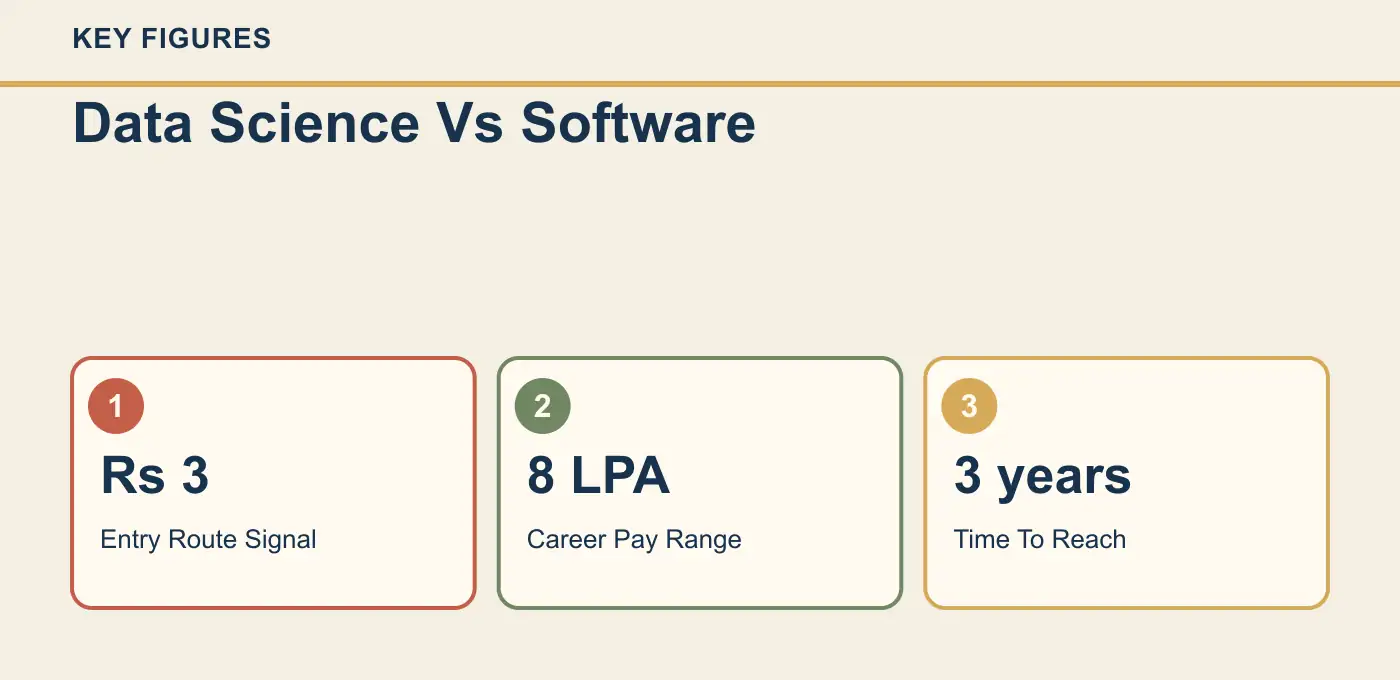 KEY FIGURES
Data Science Vs Software
1
Rs 3
Entry Route Signal
2
8 LPA
Career Pay Range
3
3 years
Time To Reach